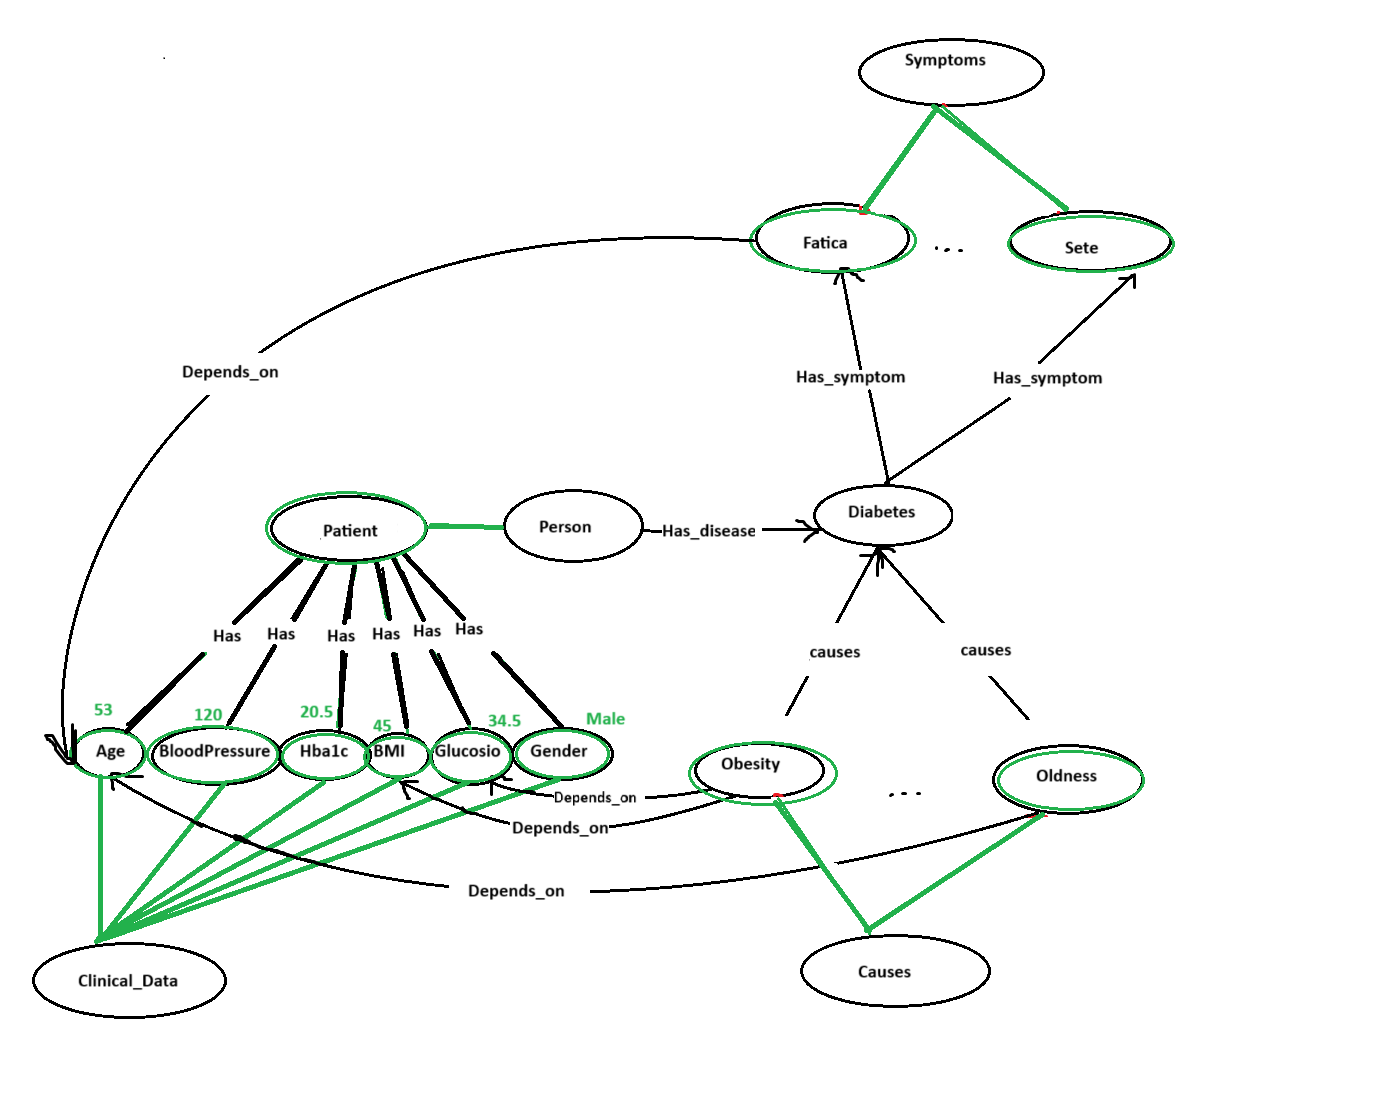 Symptoms
Fatica
...
Sete
Depends_on
Has_symptom
Has_symptom
Patient
Person
Has_disease
Diabetes
Has
Has
Has
Has
Has
Has
causes
causes
53
120
20.5
45
34.5
Male
Age
BloodPressure
Hba1c
BMI
Glucosio
Gender
Obesity
...
Oldness
Depends_on
Depends_on
Depends_on
Clinical_Data
Causes